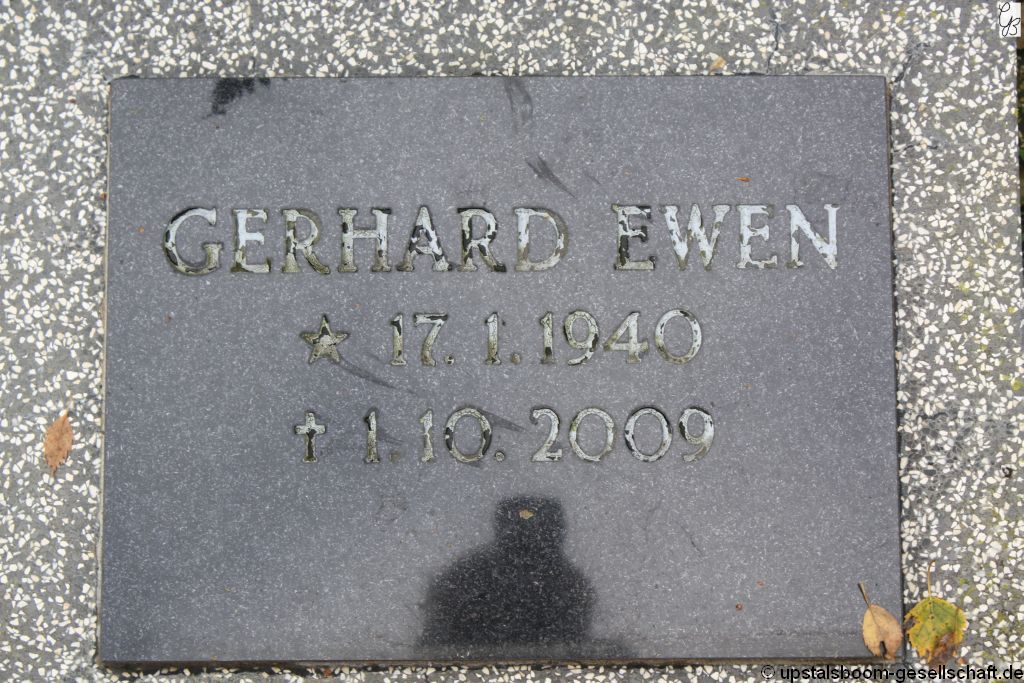 GERHARD EWEN
* 17. 1. 1940
† 1. 10. 2009
© upstalsboom-gesellschaft.de